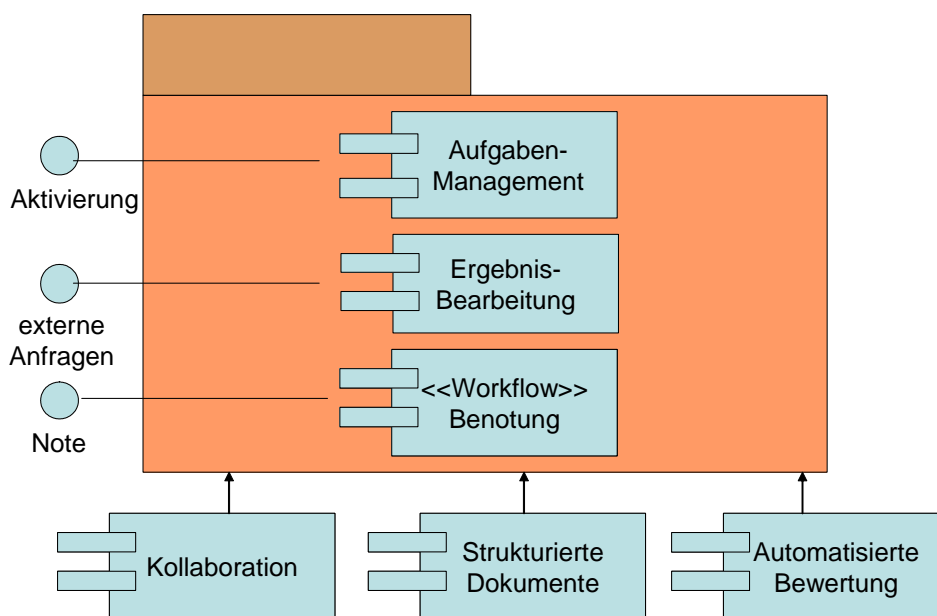 Aufgaben-
Management
Aktivierung
Ergebnis-
Bearbeitung
externe
Anfragen
<<Workflow>>
Benotung
Note
Kollaboration
Strukturierte
Dokumente
Automatisierte
Bewertung